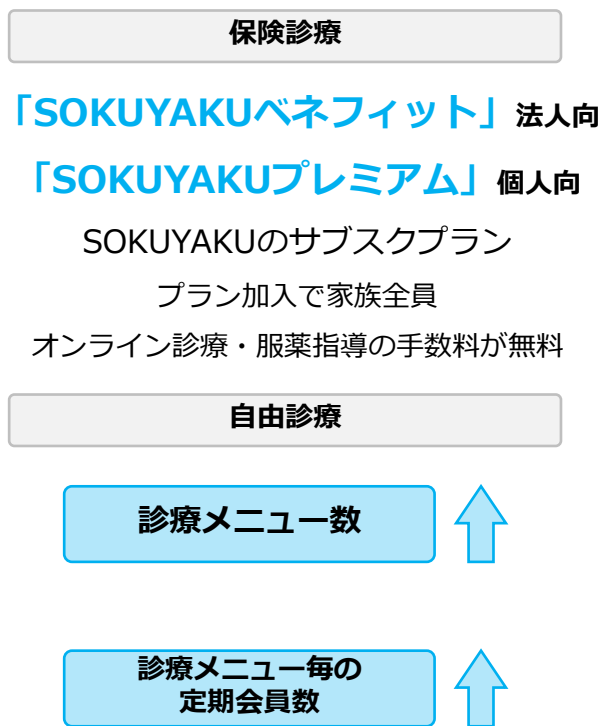 保険診療
「SOKUYAKUベネフィット」法人向
「SOKUYAKUプレミアム」個人向
SOKUYAKUのサブスクプラン
プラン加入で家族全員
オンライン診療・服薬指導の手数料が無料
自由診療
診療メニュー数
診療メニュー毎の
定期会員数